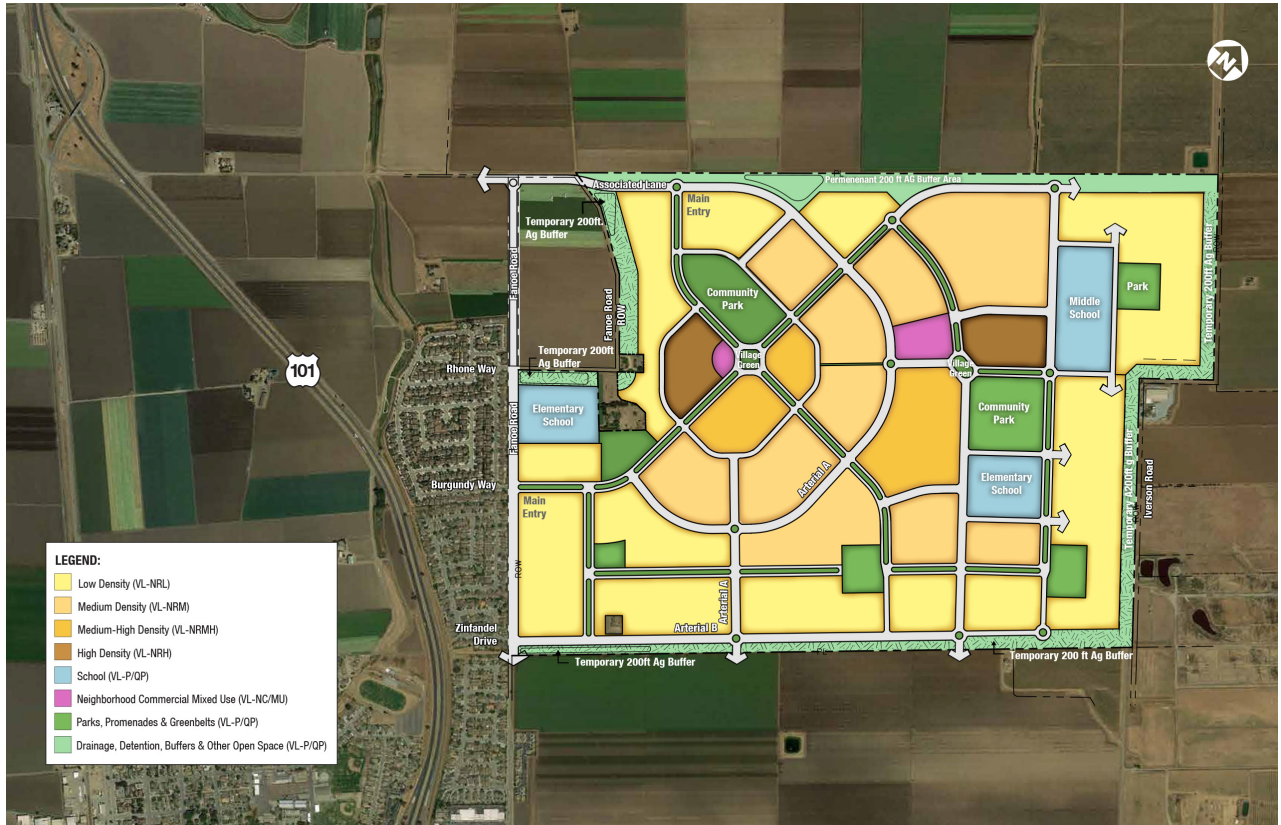 Associated Lane
Permenenant 200 ft AG Buffer Area
Main
Entry
Temporary 200ft.
Ag Buffer
Fanoe Road
Fanoe Road
ROW
Temporary 200ft Ag Buffer
Community
Park
Middle
School
Park
Village
Green
Village
Green
101
Rhone Way
Temporary 200ft
Ag Buffer
Elementary
School
Fanoe Road
Community
Park
Burgundy Way
Main
Entry
Arterial A
Elementary
School
Temporary A200ft g Buffer
Iverson Road
ROW
Arterial A
Zinfandel
Drive
Arterial B
Temporary 200ft Ag Buffer
Temporary 200 ft Ag Buffer
LEGEND:
Low Density (VL-NRL)
Medium Density (VL-NRM)
Medium-High Density (VL-NRMH)
High Density (VL-NRH)
School (VL-P/QP)
Neighborhood Commercial Mixed Use (VL-NC/MU)
Parks, Promenades & Greenbelts (VL-P/QP)
Drainage, Detention, Buffers & Other Open Space (VL-P/QP)